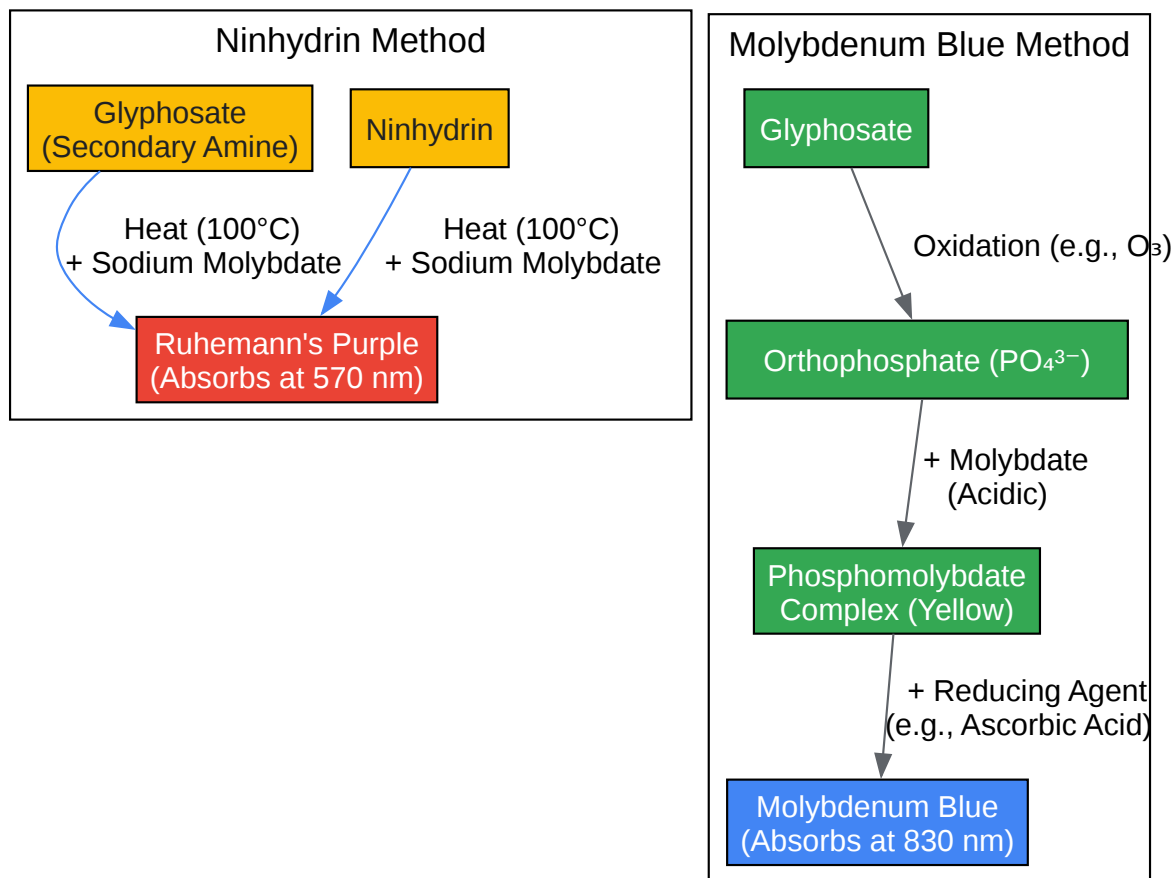 Ninhydrin Method
Glyphosate
(Secondary Amine)
Ninhydrin
Heat (100°C)
+ Sodium Molybdate
Heat (100°C)
+ Sodium Molybdate
Ruhemann's Purple
(Absorbs at 570 nm)
Molybdenum Blue Method
Glyphosate
Oxidation (e.g., O₃)
Orthophosphate (PO₄³⁻)
+ Molybdate
(Acidic)
Phosphomolybdate
Complex (Yellow)
+ Reducing Agent
(e.g., Ascorbic Acid)
Molybdenum Blue
(Absorbs at 830 nm)